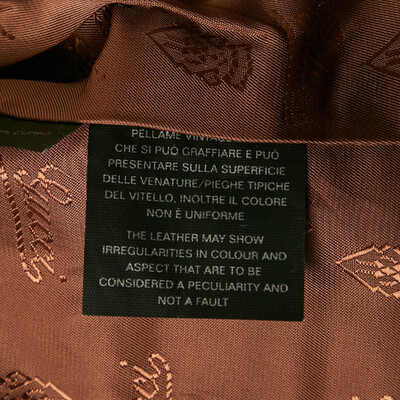 PELLAME
CHE SI PUÒ GRAFFIARE E PUÒ
PRESENTARE SULLA SUPERFICIE
DELLE VENATURE/PIEGHE TIPICHE
DEL VITELLO, INOLTRE IL COLORE
NON È UNIFORME
THE LEATHER MAY SHOW
IRREGULARITIES IN COLOUR AND
ASPECT THAT ARE TO BE
CONSIDERED A PECULIARITY AND
NOT A FAULT